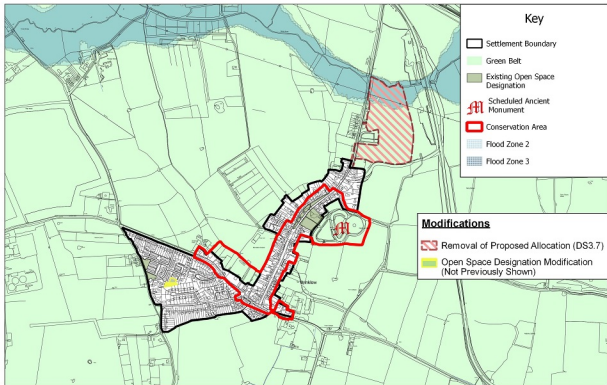 Key
Settlement Boundary
Green Belt
Existing Open Space
Designation
Scheduled Ancient
Monument
Conservation Area
Flood Zone 2
Flood Zone 3
M
M
Modifications
Removal of Proposed Allocation (DS3.7)
Open Space Designation Modification
(Not Previously Shown)